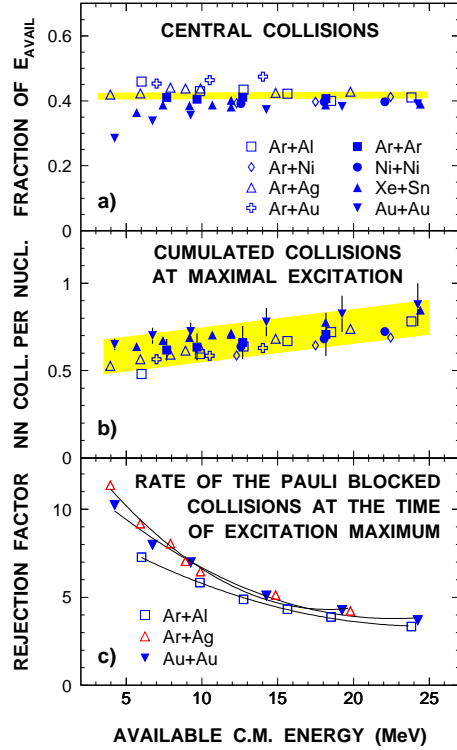 CENTRAL COLLISIONS
FRACTION OF E_AVAIL
0.6
0.4
0.2
0
Ar+Al
Ar+Ar
Ar+Ni
Ni+Ni
Ar+Ag
Xe+Sn
Ar+Au
Au+Au
a)
CUMULATED COLLISIONS
AT MAXIMAL EXCITATION
NN COLL. PER NUCL.
1
0.5
0
b)
RATE OF THE PAULI BLOCKED
COLLISIONS AT THE TIME
OF EXCITATION MAXIMUM
REJECTION FACTOR
10
5
0
Ar+Al
Ar+Ag
Au+Au
c)
5 10 15 20 25
AVAILABLE C.M. ENERGY (MeV)